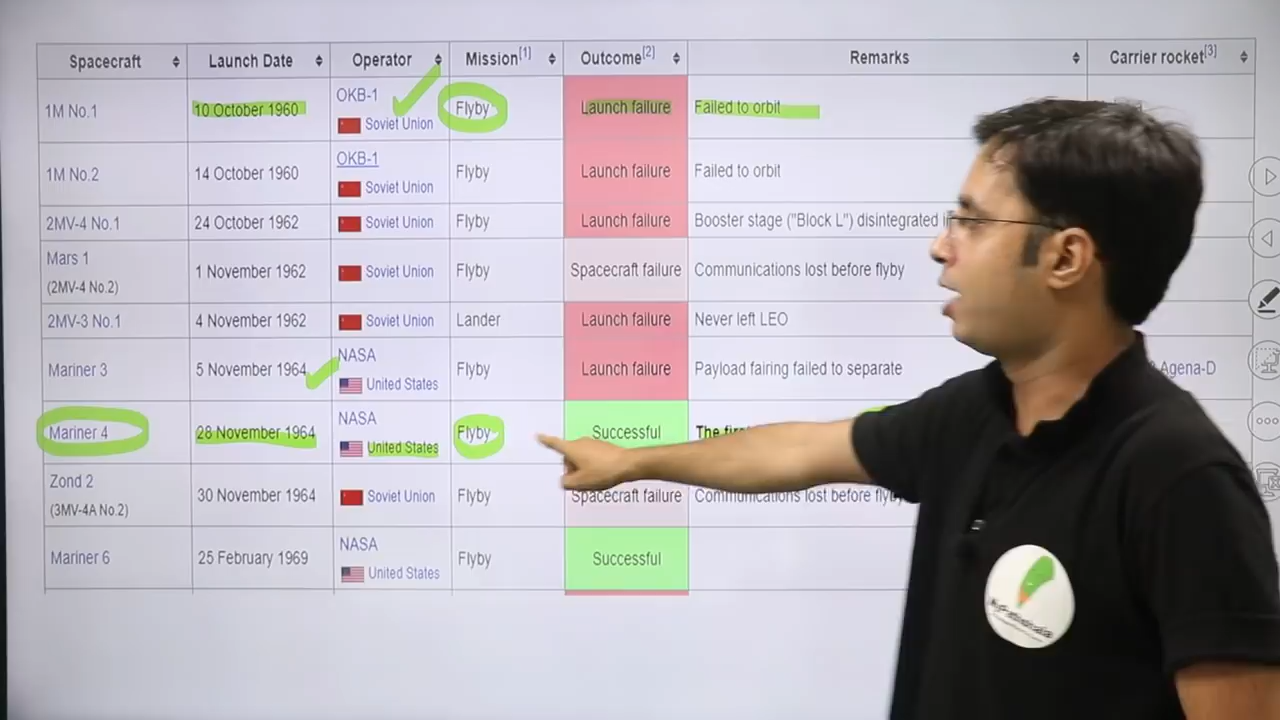 Spacecraft Launch Date Operator Mission[1] Outcome[2] Remarks Carrier rocket[3]
1M No.1 10 October 1960 OKB-1 Soviet Union Flyby Launch failure Failed to orbit
1M No.2 14 October 1960 OKB-1 Soviet Union Flyby Launch failure Failed to orbit
2MV-4 No.1 24 October 1962 Soviet Union Flyby Launch failure Booster stage ("Block L") disintegrated
Mars 1 (2MV-4 No.2) 1 November 1962 Soviet Union Flyby Spacecraft failure Communications lost before flyby
2MV-3 No.1 4 November 1962 Soviet Union Lander Launch failure Never left LEO
Mariner 3 5 November 1964 NASA United States Flyby Launch failure Payload fairing failed to separate Agena-D
Mariner 4 28 November 1964 NASA United States Flyby Successful The
Zond 2 (3MV-4A No.2) 30 November 1964 Soviet Union Flyby Spacecraft failure Communications lost before flyby
Mariner 6 25 February 1969 NASA United States Flyby Successful